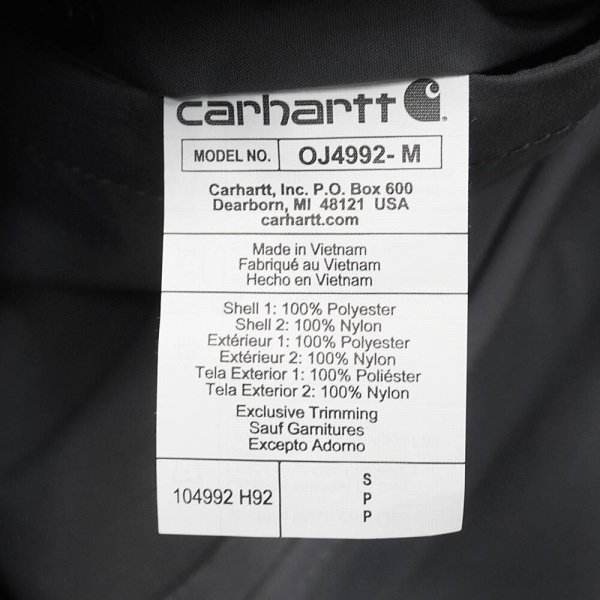 carhartt
MODEL NO. OJ4992-M
Carhartt, Inc. P.O. Box 600
Dearborn, MI 48121 USA
carhartt.com
Made in Vietnam
Fabriqué au Vietnam
Hecho en Vietnam
Shell 1: 100% Polyester
Shell 2: 100% Nylon
Extérieur 1: 100% Polyester
Extérieur 2: 100% Nylon
Tela Exterior 1: 100% Poliéster
Tela Exterior 2: 100% Nylon
Exclusive Trimming
Sauf Garnitures
Excepto Adorno
104992 H92
S
P
P